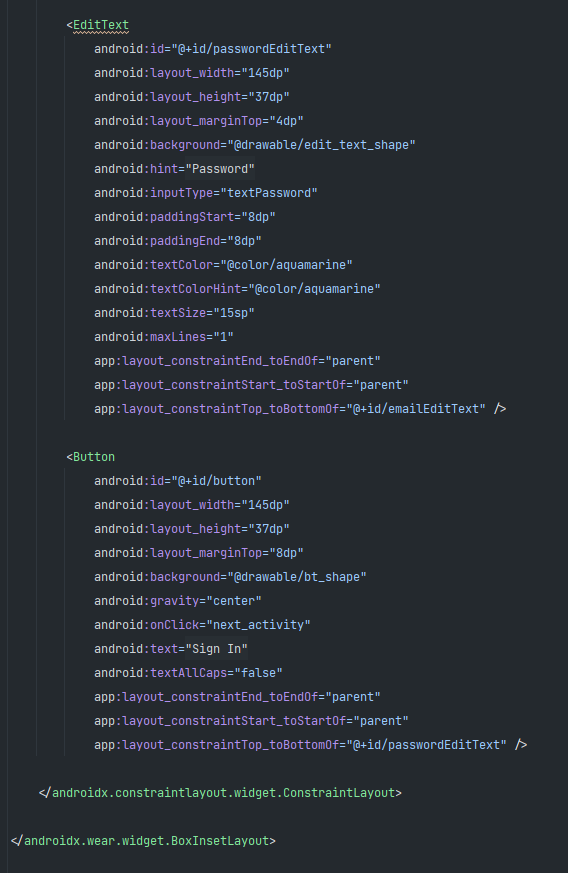 <EditText
android:id="@+id/passwordEditText"
android:layout_width="145dp"
android:layout_height="37dp"
android:layout_marginTop="4dp"
android:background="@drawable/edit_text_shape"
android:hint="Password"
android:inputType="textPassword"
android:paddingStart="8dp"
android:paddingEnd="8dp"
android:textColor="@color/aquamarine"
android:textColorHint="@color/aquamarine"
android:textSize="15sp"
android:maxLines="1"
app:layout_constraintEnd_toEndOf="parent"
app:layout_constraintStart_toStartOf="parent"
app:layout_constraintTop_toBottomOf="@+id/emailEditText" />
<Button
android:id="@+id/button"
android:layout_width="145dp"
android:layout_height="37dp"
android:layout_marginTop="8dp"
android:background="@drawable/bt_shape"
android:gravity="center"
android:onClick="next_activity"
android:text="Sign In"
android:textAllCaps="false"
app:layout_constraintEnd_toEndOf="parent"
app:layout_constraintStart_toStartOf="parent"
app:layout_constraintTop_toBottomOf="@+id/passwordEditText" />
</androidx.constraintlayout.widget.ConstraintLayout>
</androidx.wear.widget.BoxInsetLayout>